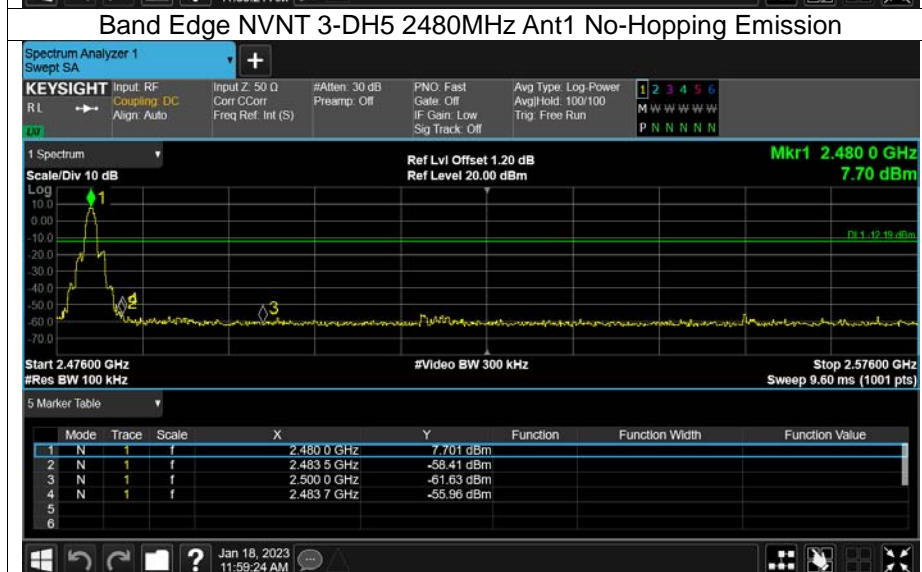 Band Edge NVNT 3-DH5 2480MHz Ant1 No-Hopping Emission
Spectrum Analyzer 1
Swept SA
+
KEYSIGHT
RL
Input: RF
Coupling: DC
Align: Auto
Input Z: 50 Ω
Corr CCorr
Freq Ref: Int (S)
#Atten: 30 dB
Preamp: Off
PNO: Fast
Gate: Off
IF Gain: Low
Sig Track: Off
Avg Type: Log-Power
Avg|Hold: 100/100
Trig: Free Run
1 2 3 4 5 6
M W W W W W
P N N N N N
1 Spectrum
Scale/Div 10 dB
Ref Lvl Offset 1.20 dB
Ref Level 20.00 dBm
Mkr1 2.480 0 GHz
7.70 dBm
Log
10.0
0.00
-10.0
-20.0
-30.0
-40.0
-50.0
-60.0
-70.0
1
3
DL1 -12.19 dBm
Start 2.47600 GHz
#Res BW 100 kHz
#Video BW 300 kHz
Stop 2.57600 GHz
Sweep 9.60 ms (1001 pts)
5 Marker Table
Mode Trace Scale X Y Function Function Width Function Value
1 N 1 f 2.480 0 GHz 7.701 dBm
2 N 1 f 2.483 5 GHz -58.41 dBm
3 N 1 f 2.500 0 GHz -61.63 dBm
4 N 1 f 2.483 7 GHz -55.96 dBm
5
6
?
Jan 18, 2023
11:59:24 AM